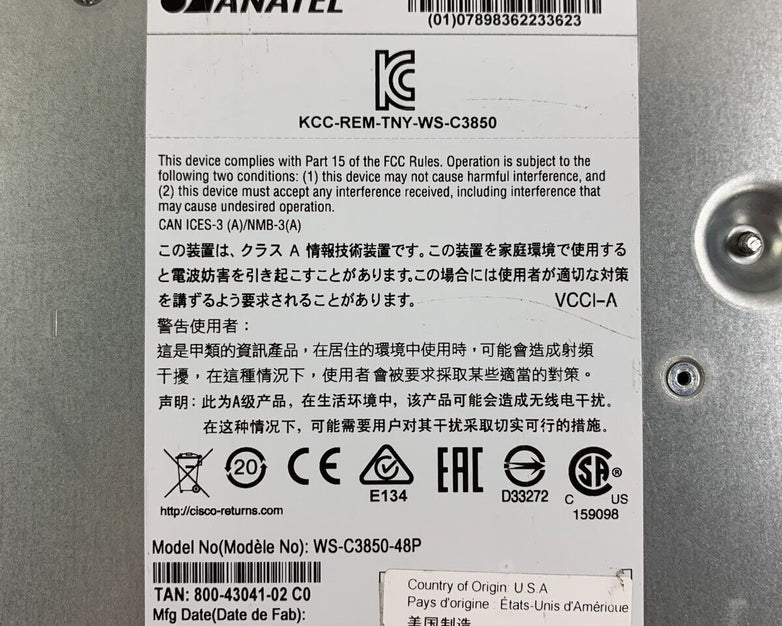 ANATEL
(01)07898362233623
KCC-REM-TNY-WS-C3850
This device complies with Part 15 of the FCC Rules. Operation is subject to the
following two conditions: (1) this device may not cause harmful interference, and
(2) this device must accept any interference received, including interference that
may cause undesired operation.
CAN ICES-3 (A)/NMB-3(A)
この装置は、クラス A 情報技術装置です。この装置を家庭環境で使用する
と電波妨害を引き起こすことがあります。この場合には使用者が適切な対策
を講ずるよう要求されることがあります。 VCCI-A
警告使用者：
這是甲類的資訊產品，在居住的環境中使用時，可能會造成射頻
干擾，在這種情況下，使用者會被要求採取某些適當的對策。
声明：此为A级产品，在生活环境中，该产品可能会造成无线电干扰。
在这种情况下，可能需要用户对其干扰采取切实可行的措施。
20 CE E134 EAC D33272 C SA ® US
http://cisco-returns.com
159098
Model No(Modèle No): WS-C3850-48P
TAN: 800-43041-02 C0
Mfg Date(Date de Fab):
Country of Origin: U.S.A
Pays d'origine : États-Unis d'Amérique
美国制造